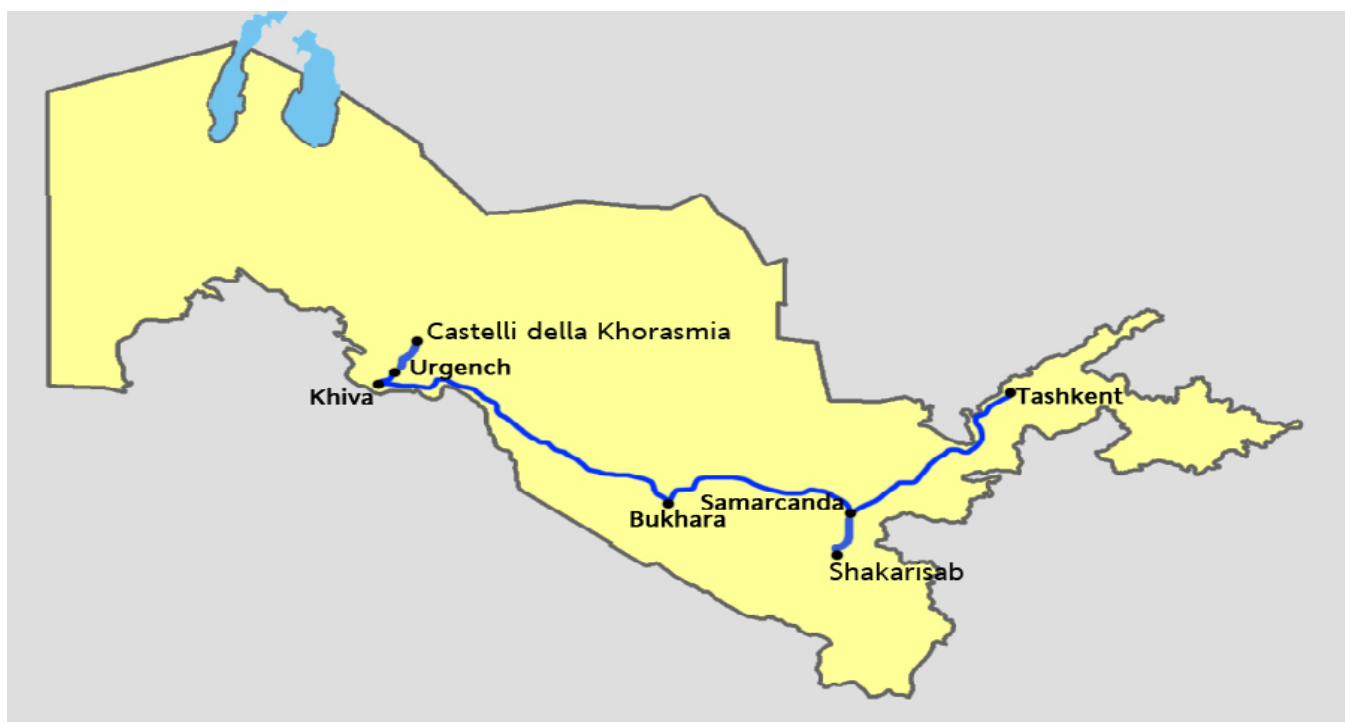 Castelli della Khorasmia
Urgench
Khiva
Tashkent
Samarcanda
Bukhara
Shakarisab